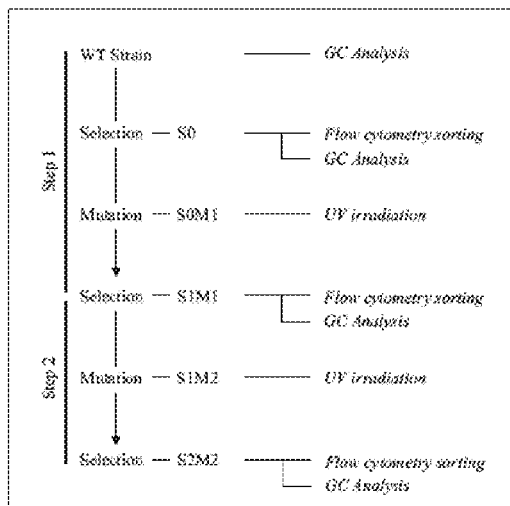 WT Strain GC Analysis
Step 1
Selection S0 Flow cytometry sorting
GC Analysis
Mutation S0M1 UV irradiation
Selection S1M1 Flow cytometry sorting
GC Analysis
Step 2
Mutation S1M2 UV irradiation
Selection S2M2 Flow cytometry sorting
GC Analysis